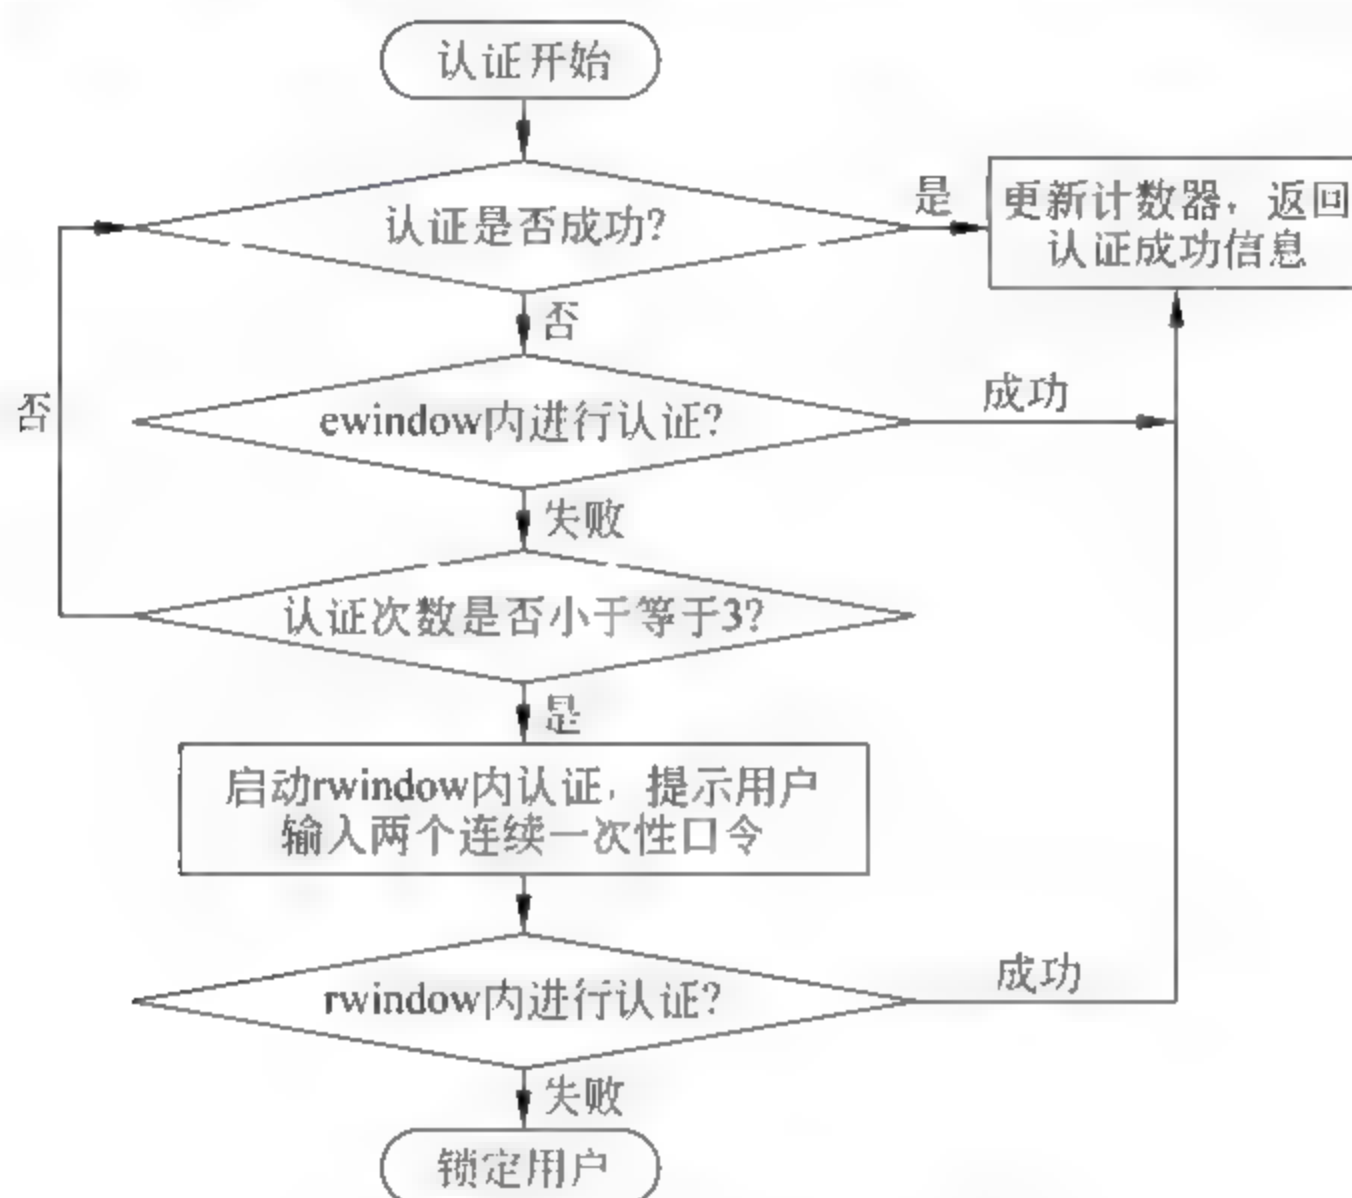 认证开始
认证是否成功?
是
更新计数器，返回
认证成功信息
否
ewindow内进行认证?
成功
否
失败
认证次数是否小于等于3?
是
启动rwindow内认证，提示用户
输入两个连续一次性口令
rwindow内进行认证?
成功
失败
锁定用户